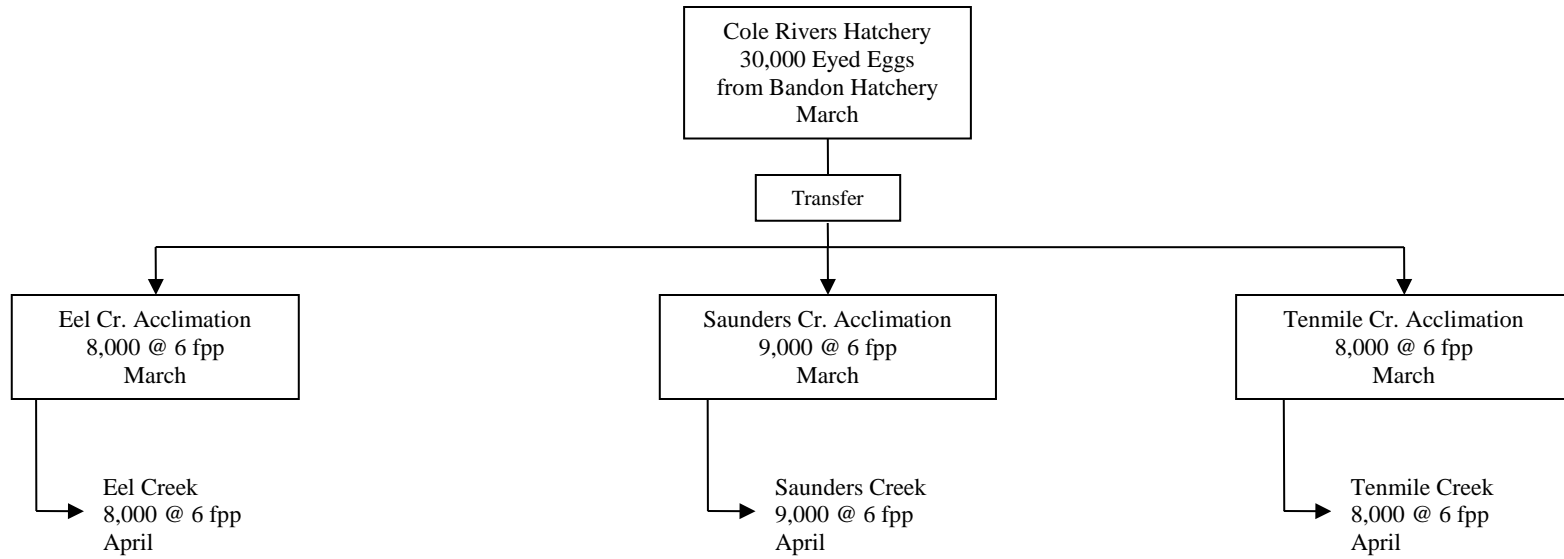 Cole Rivers Hatchery
30,000 Eyed Eggs
from Bandon Hatchery
March
Transfer
Eel Cr. Acclimation
8,000 @ 6 fpp
March
Saunders Cr. Acclimation
9,000 @ 6 fpp
March
Tenmile Cr. Acclimation
8,000 @ 6 fpp
March
Eel Creek
8,000 @ 6 fpp
April
Saunders Creek
9,000 @ 6 fpp
April
Tenmile Creek
8,000 @ 6 fpp
April